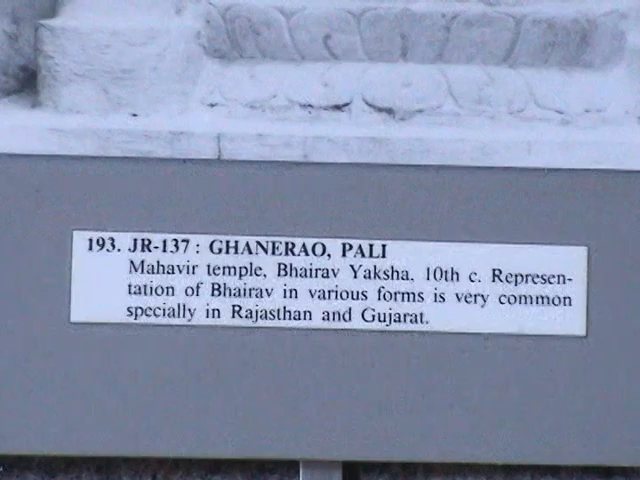 193. JR-137 : GHANERAO, PALI
Mahavir temple, Bhairav Yaksha. 10th c. Represen-
tation of Bhairav in various forms is very common
specially in Rajasthan and Gujarat.